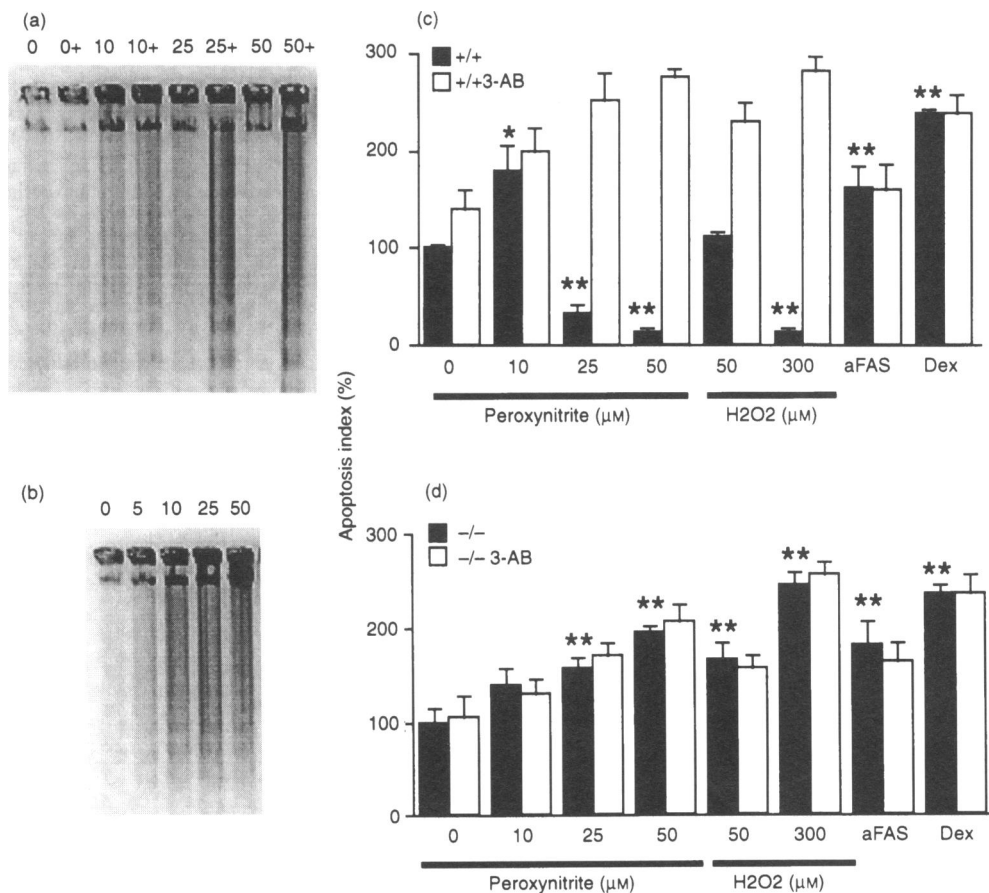 (a)
0 0+ 10 10+ 25 25+ 50 50+
(b)
0 5 10 25 50
Apoptosis index (%)
(c)
+/+
+/+3-AB
300
200
100
0
*
**
**
**
**
**
0 10 25 50 50 300 aFAS Dex
Peroxynitrite (μM) H2O2 (μM)
(d)
–/–
–/– 3-AB
300
200
100
0
**
**
**
**
**
**
0 10 25 50 50 300 aFAS Dex
Peroxynitrite (μM) H2O2 (μM)